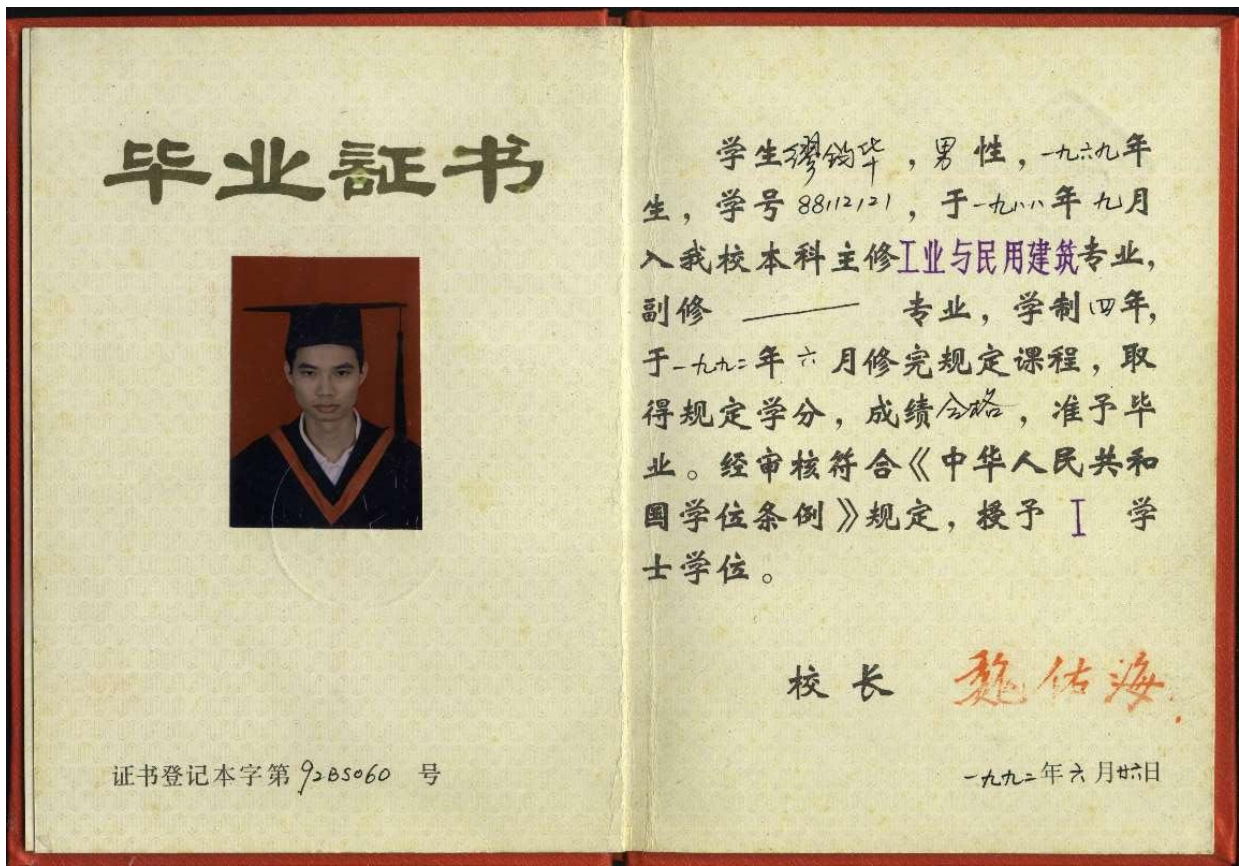 毕业証书
证书登记本字第92BS060 号
学生缪钧华，男性，一九六九年
生，学号88112121，于一九八八年九月
入我校本科主修工业与民用建筑专业，
副修 —— 专业，学制四年，
于一九九二年六月修完规定课程，取
得规定学分，成绩合格，准予毕
业。经审核符合《中华人民共和
国学位条例》规定，授予 工 学
士学位。
校长 魏佑海
一九九二年六月廿六日